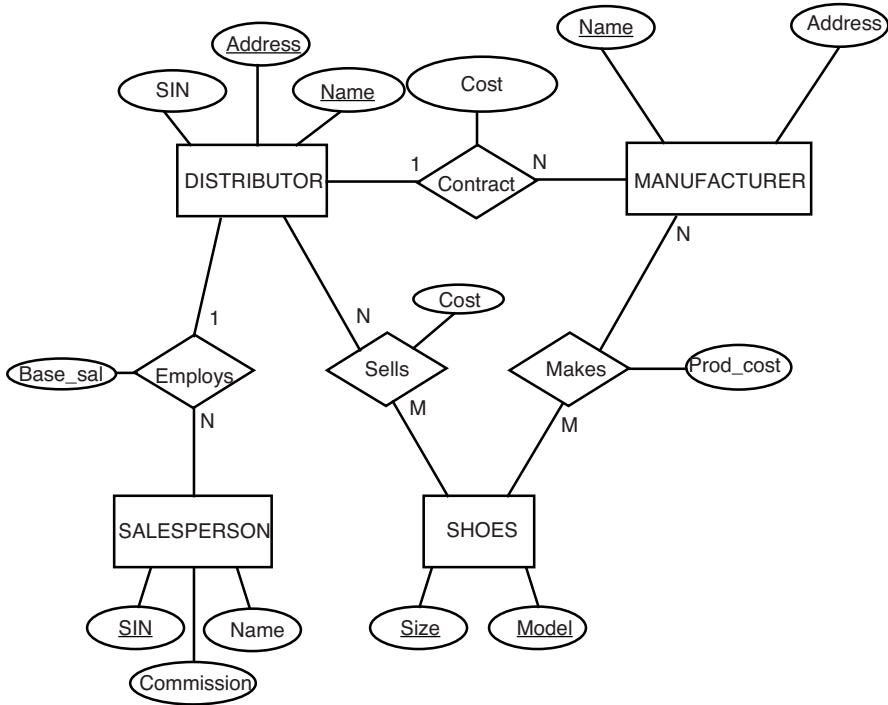 Address
Name
Address
SIN
Name
Cost
DISTRIBUTOR
1
Contract
N
MANUFACTURER
N
1
N
Cost
Base_sal
Employs
Sells
Makes
Prod_cost
N
M
M
SALESPERSON
SHOES
SIN
Name
Size
Model
Commission